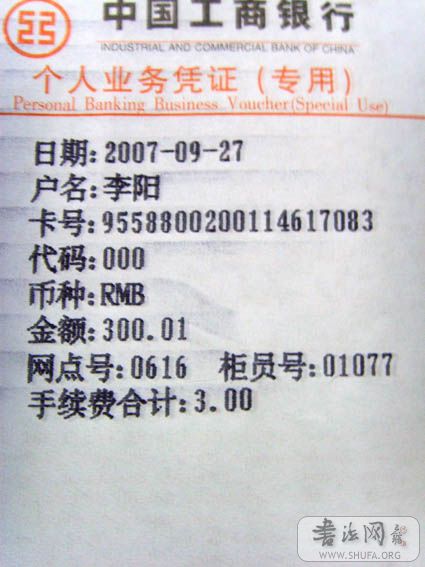 中国工商银行
INDUSTRIAL AND COMMERCIAL BANK OF CHINA
个人业务凭证(专用)
Personal Banking Business Voucher(Special Use)
日期:2007-09-27
户名:李阳
卡号:9558800200114617083
代码:000
币种:RMB
金额:300.01
网点号:0616 柜员号:01077
手续费合计:3.00
书法网
WWW.SHUFA.ORG